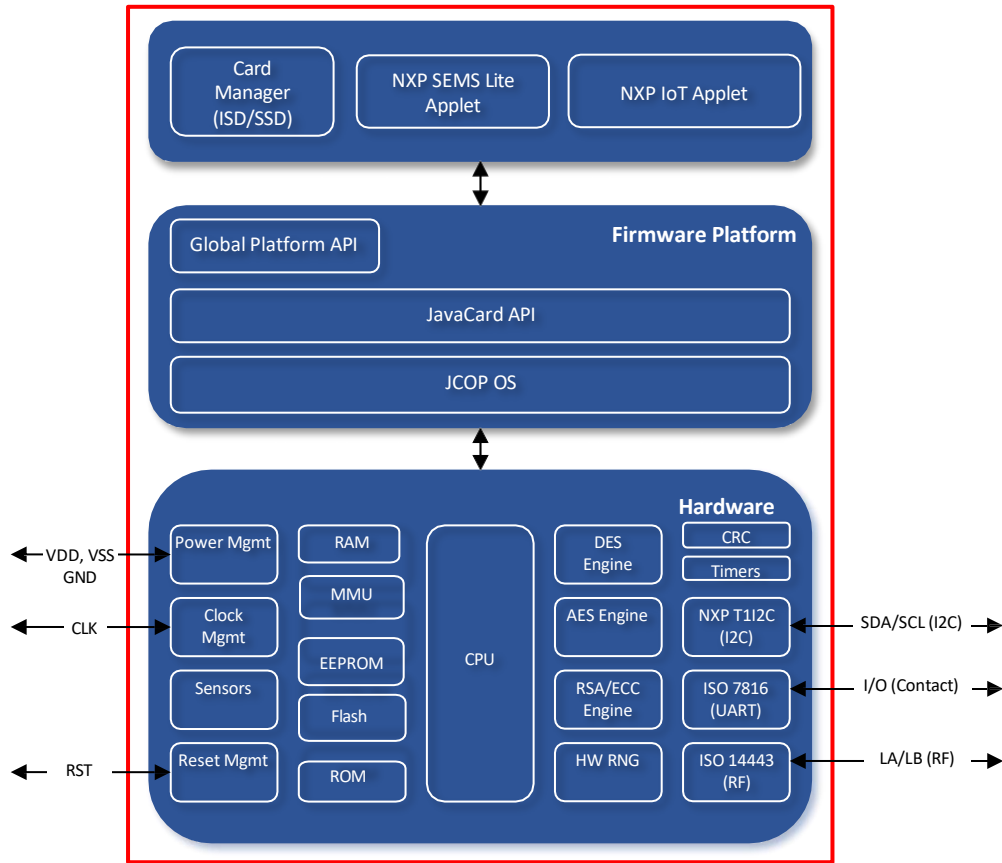 Card
Manager
(ISD/SSD)
NXP SEMS Lite
Applet
NXP IoT Applet
Firmware Platform
Global Platform API
JavaCard API
JCOP OS
Hardware
Power Mgmt
RAM
DES
Engine
CRC
Timers
VDD, VSS
GND
MMU
Clock
Mgmt
AES Engine
NXP T1I2C
(I2C)
CLK
SDA/SCL (I2C)
CPU
EEPROM
Sensors
RSA/ECC
Engine
ISO 7816
(UART)
I/O (Contact)
Flash
Reset Mgmt
HW RNG
ISO 14443
(RF)
RST
ROM
LA/LB (RF)